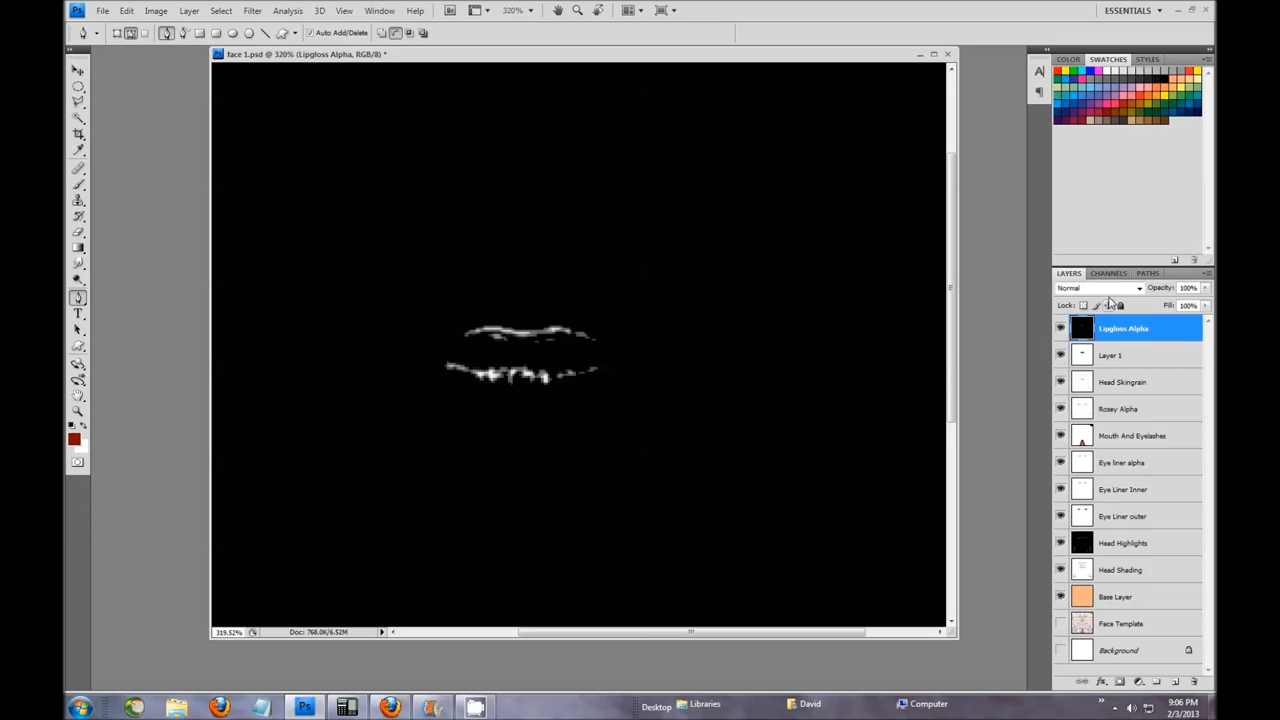 File Edit Image Layer Select Filter Analysis 3D View Window Help 320% ESSENTIALS
Auto Add/Delete
face 1.psd @ 320% (Lipgloss Alpha, RGB/8) *
COLOR SWATCHES STYLES
LAYERS CHANNELS PATHS
Normal Opacity: 100%
Lock: Fill: 100%
Lipgloss Alpha
Layer 1
Head Skingrain
Rosey Alpha
Mouth And Eyelashes
Eye liner alpha
Eye Liner Inner
Eye Liner outer
Head Highlights
Head Shading
Base Layer
Face Template
Background
319.52% Doc: 768.0K/6.52M
Desktop Libraries David Computer 9:06 PM
2/3/2013